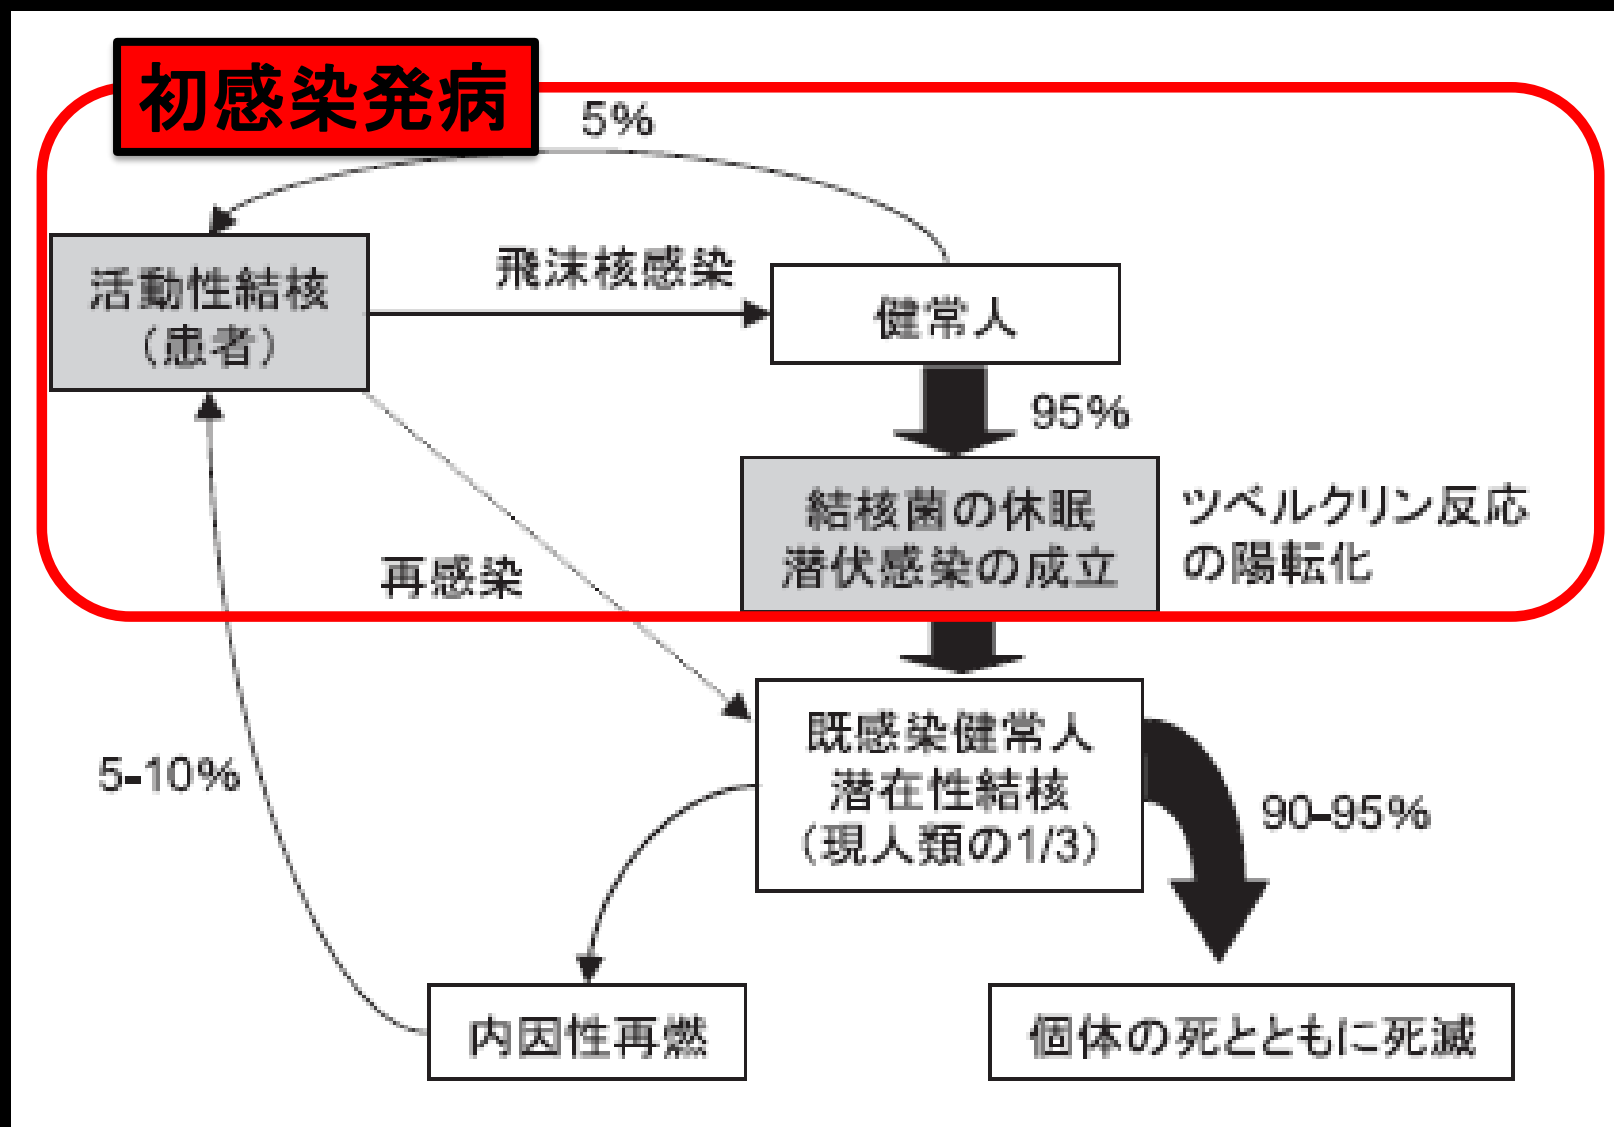 初感染発病
5%
活動性結核
(患者)
飛沫核感染
健常人
95%
結核菌の休眠
潜伏感染の成立
ツベルクリン反応
の陽転化
再感染
既感染健常人
潜在性結核
(現人類の1/3)
5-10%
90-95%
内因性再燃
個体の死とともに死滅